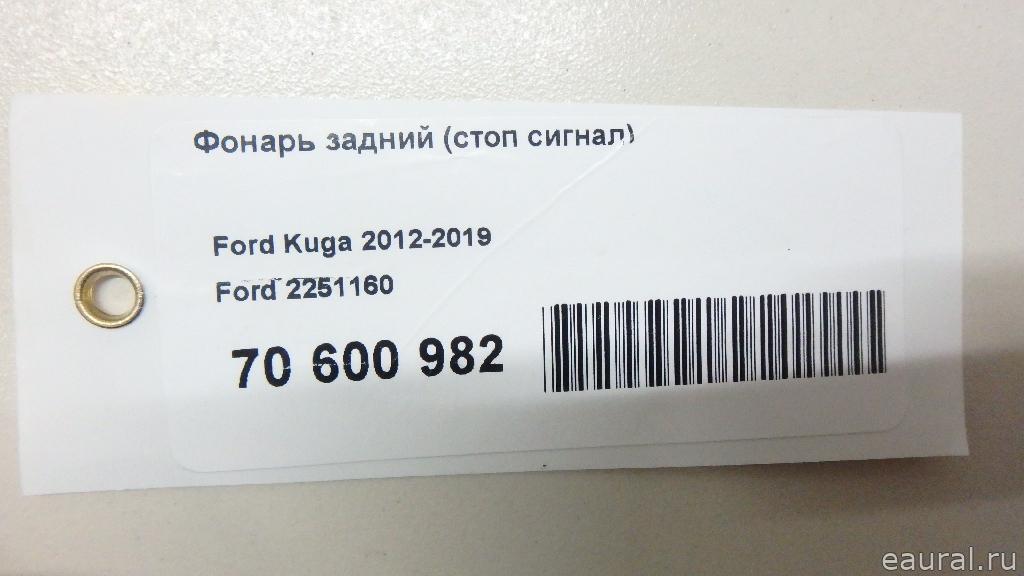 Фонарь задний (стоп сигнал)
Ford Kuga 2012-2019
Ford 2251160
70 600 982
eaural.ru